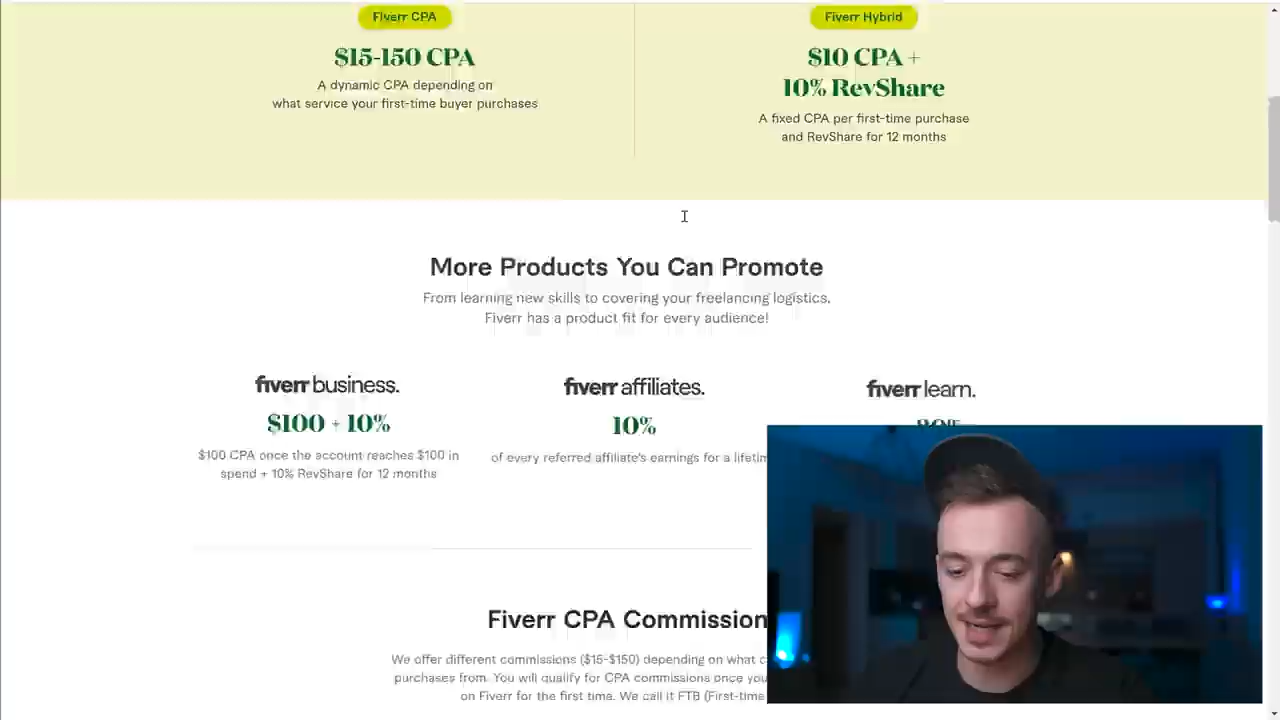 Fiverr CPA
$15-150 CPA
A dynamic CPA depending on
what service your first-time buyer purchases
Fiverr Hybrid
$10 CPA +
10% RevShare
A fixed CPA per first-time purchase
and RevShare for 12 months
More Products You Can Promote
From learning new skills to covering your freelancing logistics,
Fiverr has a product fit for every audience!
fiverr business.
$100 + 10%
$100 CPA once the account reaches $100 in
spend + 10% RevShare for 12 months
fiverr affiliates.
10%
of every referred affiliate's earnings for a
fiverr learn.
Fiverr CPA Commission
We offer different commissions ($15-$150) depending on what
purchases from. You will qualify for CPA commissions once
on Fiverr for the first time. We call it FTB (First-time